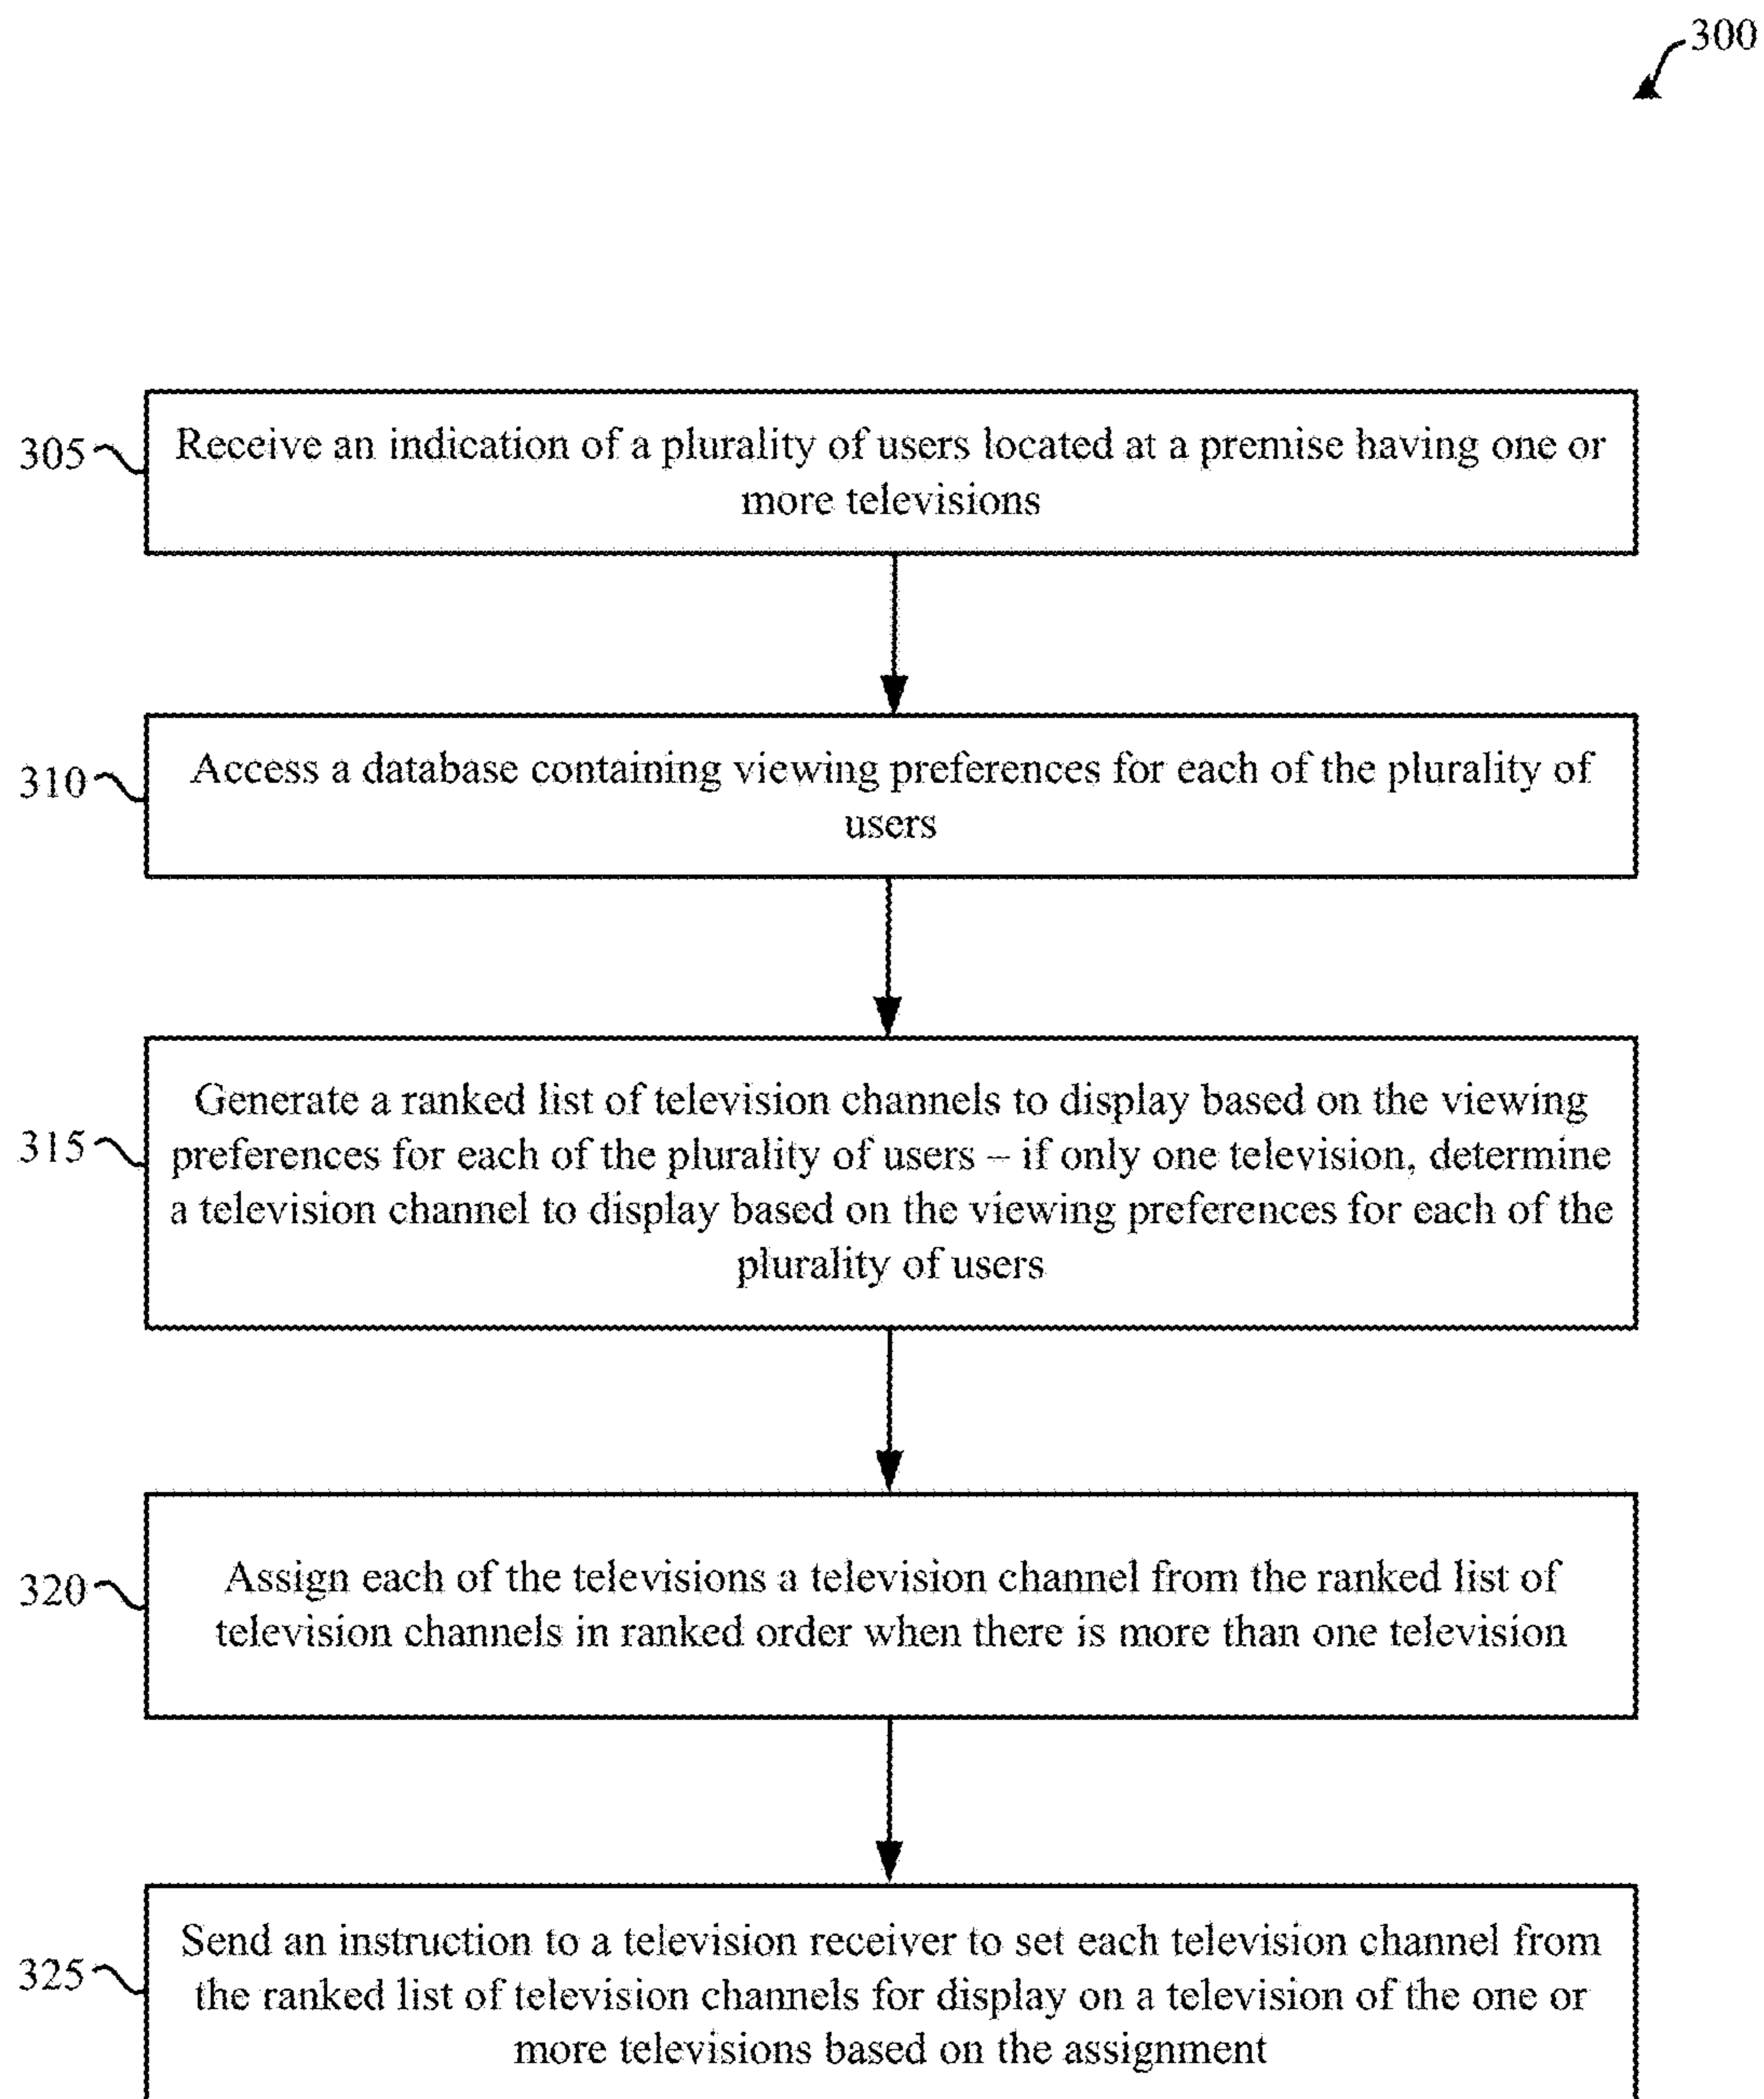 300
305
Receive an indication of a plurality of users located at a premise having one or
more televisions
310
Access a database containing viewing preferences for each of the plurality of
users
315
Generate a ranked list of television channels to display based on the viewing
preferences for each of the plurality of users – if only one television, determine
a television channel to display based on the viewing preferences for each of the
plurality of users
320
Assign each of the televisions a television channel from the ranked list of
television channels in ranked order when there is more than one television
325
Send an instruction to a television receiver to set each television channel from
the ranked list of television channels for display on a television of the one or
more televisions based on the assignment